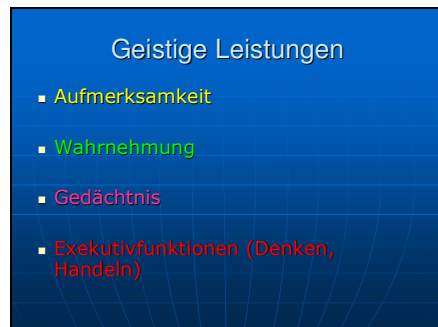 Geistige Leistungen
Aufmerksamkeit
Wahrnehmung
Gedächtnis
Exekutivfunktionen (Denken,
Handeln)